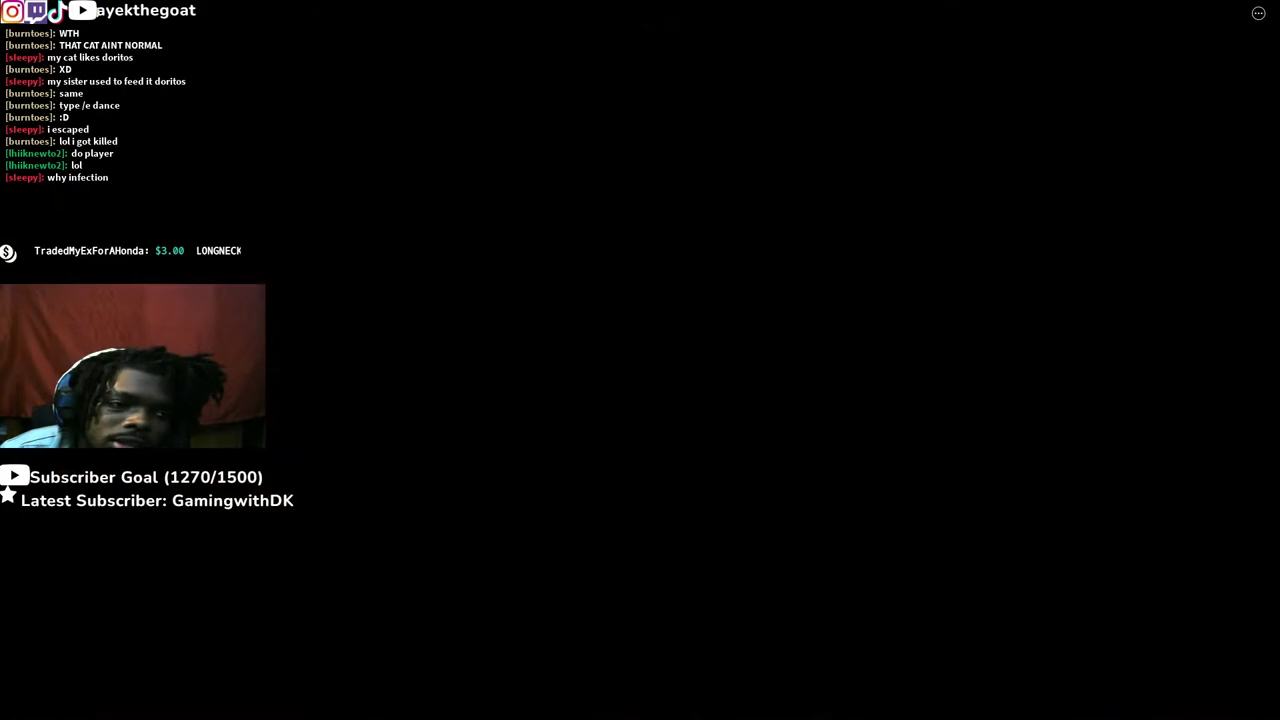 ayekthegoat
[burntoes]: WTH
[burntoes]: THAT CAT AINT NORMAL
[sleepy]: my cat likes doritos
[burntoes]: XD
[sleepy]: my sister used to feed it doritos
[burntoes]: same
[burntoes]: type /e dance
[burntoes]: :D
[sleepy]: i escaped
[burntoes]: lol i got killed
[lhiiknewto2]: do player
[lhiiknewto2]: lol
[sleepy]: why infection
TradedMyExForAHonda: $3.00 LONGNECK
Subscriber Goal (1270/1500)
Latest Subscriber: GamingwithDK